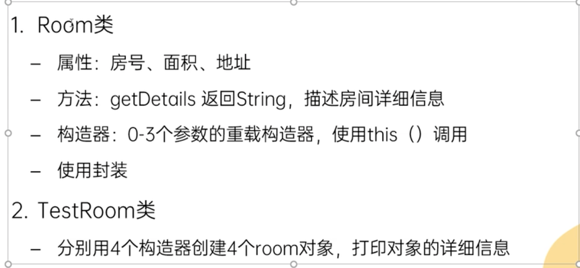 1. Room类
– 属性：房号、面积、地址
– 方法：getDetails 返回String，描述房间详细信息
– 构造器：0-3个参数的重载构造器，使用this（）调用
– 使用封装
2. TestRoom类
– 分别用4个构造器创建4个room对象，打印对象的详细信息